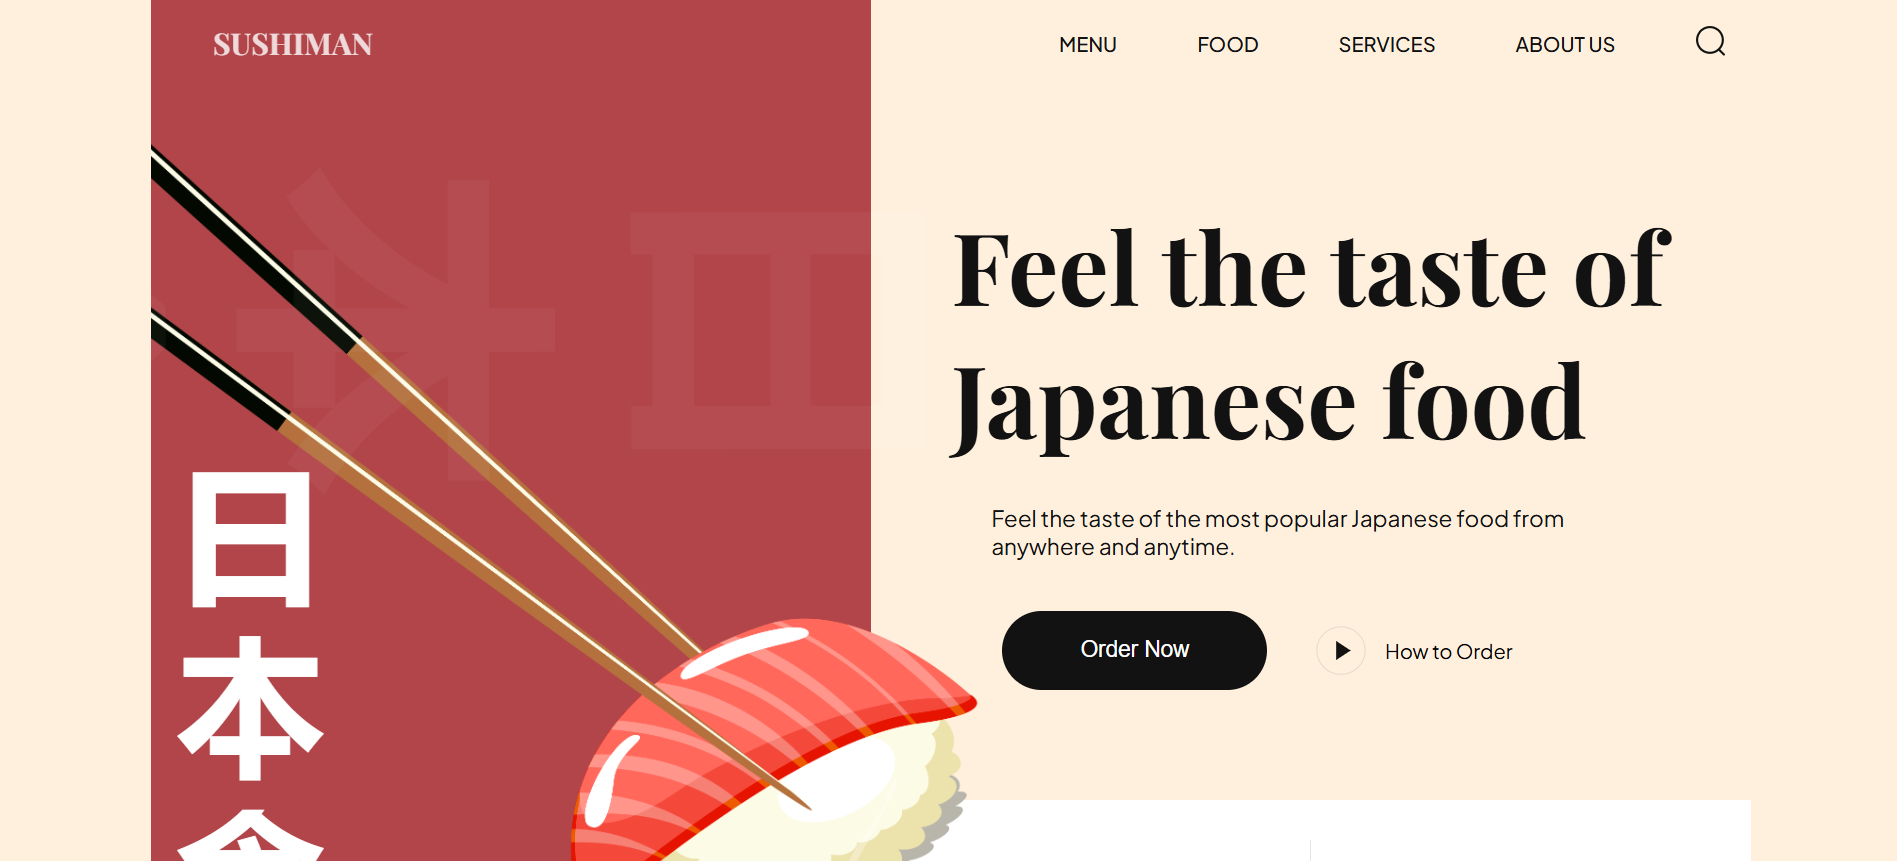 SUSHIMAN
MENU FOOD SERVICES ABOUT US
Feel the taste of
Japanese food
Feel the taste of the most popular Japanese food from
anywhere and anytime.
Order Now
How to Order
日
本